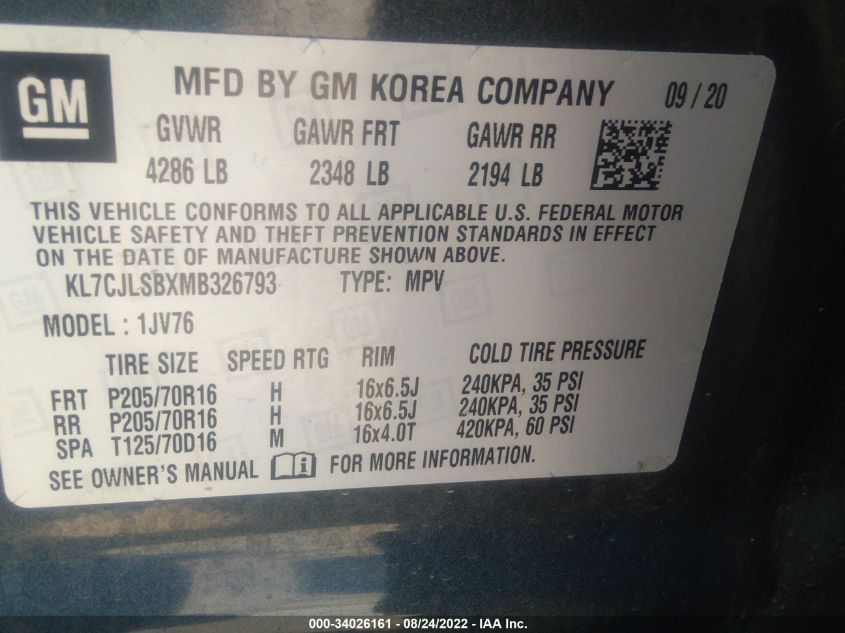 GM
MFD BY GM KOREA COMPANY 09 / 20
GVWR GAWR FRT GAWR RR
4286 LB 2348 LB 2194 LB
THIS VEHICLE CONFORMS TO ALL APPLICABLE U.S. FEDERAL MOTOR
VEHICLE SAFETY AND THEFT PREVENTION STANDARDS IN EFFECT
ON THE DATE OF MANUFACTURE SHOWN ABOVE.
KL7CJLSBXMB326793 TYPE: MPV
MODEL : 1JV76
TIRE SIZE SPEED RTG RIM COLD TIRE PRESSURE
FRT P205/70R16 H 16x6.5J 240KPA, 35 PSI
RR P205/70R16 H 16x6.5J 240KPA, 35 PSI
SPA T125/70D16 M 16x4.0T 420KPA, 60 PSI
SEE OWNER'S MANUAL i FOR MORE INFORMATION.
000-34026161 - 08/24/2022 - IAA Inc.